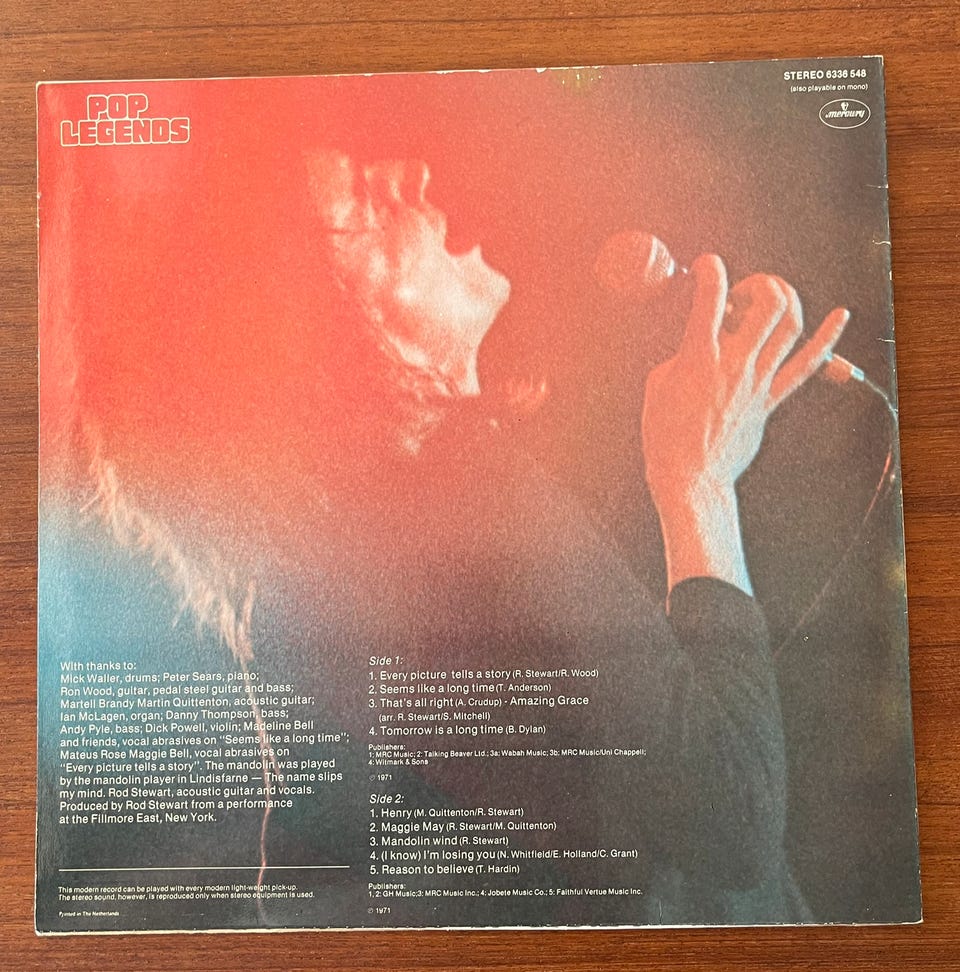 POP
LEGENDS
STEREO 6336 548
(also playable on mono)
mercury
With thanks to:
Mick Waller, drums; Peter Sears, piano;
Ron Wood, guitar, pedal steel guitar and bass;
Martell Brandy Martin Quittenton, acoustic guitar;
Ian McLagen, organ; Danny Thompson, bass;
Andy Pyle, bass; Dick Powell, violin; Madeline Bell
and friends, vocal abrasives on "Seems like a long time";
Mateus Rose Maggie Bell, vocal abrasives on
"Every picture tells a story". The mandolin was played
by the mandolin player in Lindisfarne — The name slips
my mind. Rod Stewart, acoustic guitar and vocals.
Produced by Rod Stewart from a performance
at the Fillmore East, New York.
This modern record can be played with every modern light-weight pick-up.
The stereo sound, however, is reproduced only when stereo equipment is used.
Printed in The Netherlands
Side 1:
1. Every picture tells a story (R. Stewart/R. Wood)
2. Seems like a long time (T. Anderson)
3. That's all right (A. Crudup) - Amazing Grace
(arr. R. Stewart/S. Mitchell)
4. Tomorrow is a long time (B. Dylan)
Publishers:
1: MRC Music; 2: Talking Beaver Ltd.; 3a: Wabah Music; 3b: MRC Music/Uni Chappell;
4: Witmark & Sons
℗ 1971
Side 2:
1. Henry (M. Quittenton/R. Stewart)
2. Maggie May (R. Stewart/M. Quittenton)
3. Mandolin wind (R. Stewart)
4. (I know) I'm losing you (N. Whitfield/E. Holland/C. Grant)
5. Reason to believe (T. Hardin)
Publishers:
1, 2: GH Music; 3: MRC Music Inc.; 4: Jobete Music Co.; 5: Faithful Vertue Music Inc.
℗ 1971